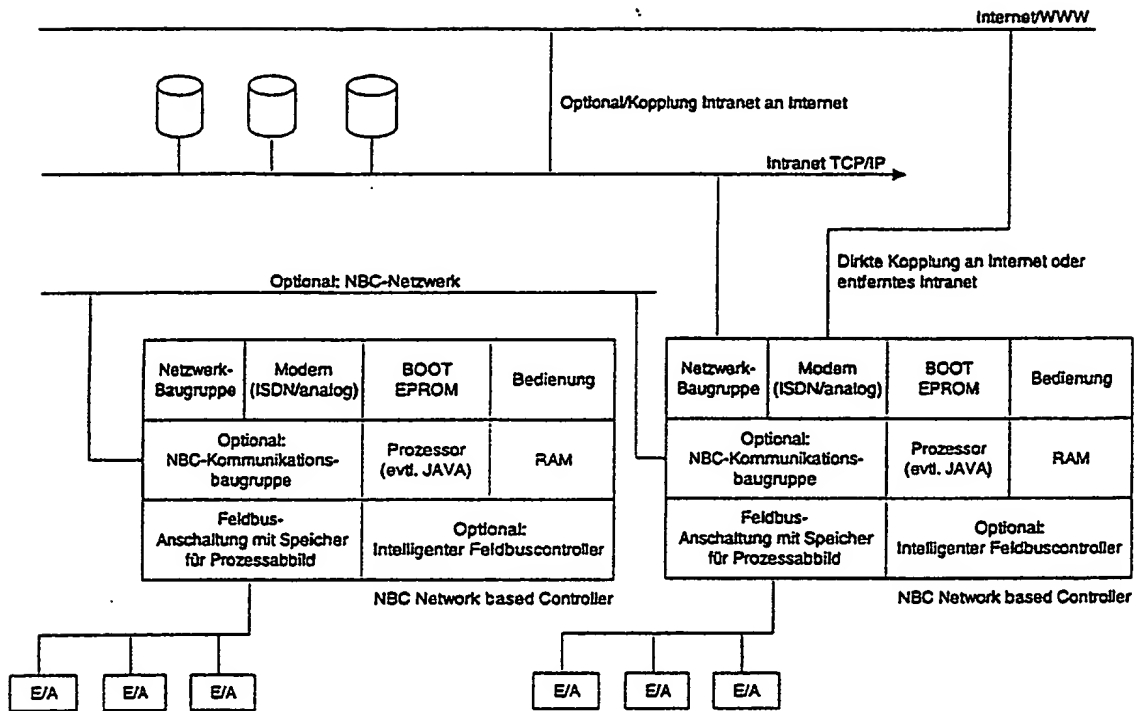 Internet/WWW
Optional/Kopplung Intranet an Internet
Intranet TCP/IP
Dirkte Kopplung an Internet oder
entferntes Intranet
Optional: NBC-Netzwerk
Netzwerk-
Baugruppe
Modem
(ISDN/analog)
BOOT
EPROM
Bedienung
Optional:
NBC-Kommunikations-
baugruppe
Prozessor
(evtl. JAVA)
RAM
Feldbus-
Anschaltung mit Speicher
für Prozessabbild
Optional:
Intelligenter Feldbuscontroller
NBC Network based Controller
Netzwerk-
Baugruppe
Modem
(ISDN/analog)
BOOT
EPROM
Bedienung
Optional:
NBC-Kommunikations-
baugruppe
Prozessor
(evtl. JAVA)
RAM
Feldbus-
Anschaltung mit Speicher
für Prozessabbild
Optional:
Intelligenter Feldbuscontroller
NBC Network based Controller
E/A
E/A
E/A
E/A
E/A
E/A